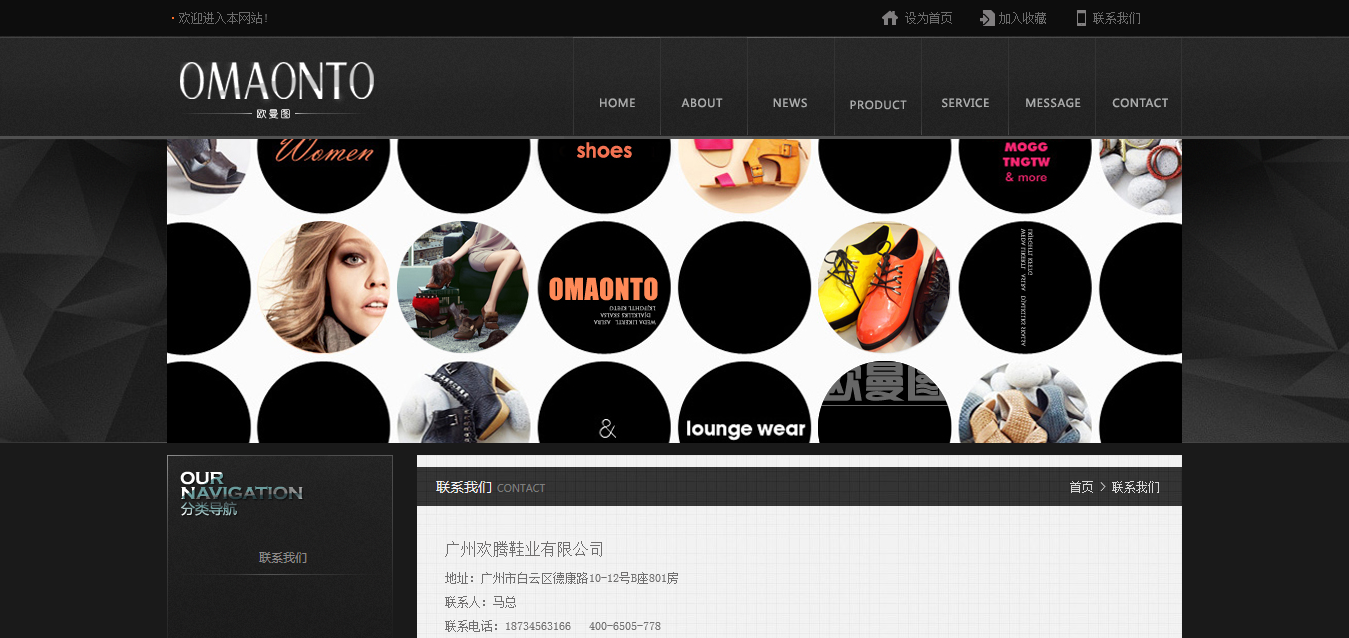 欢迎进入本网站！
设为首页 加入收藏 联系我们
OMAONTO
欧曼图
HOME ABOUT NEWS PRODUCT SERVICE MESSAGE CONTACT
Women
shoes
MOGG
TNGTW
& more
OMAONTO
欧曼图
&
lounge wear
OUR
NAVIGATION
分类导航
联系我们
联系我们 CONTACT
首页 > 联系我们
广州欢腾鞋业有限公司
地址：广州市白云区德康路10-12号B座801房
联系人：马总
联系电话：18734563166 400-6505-778